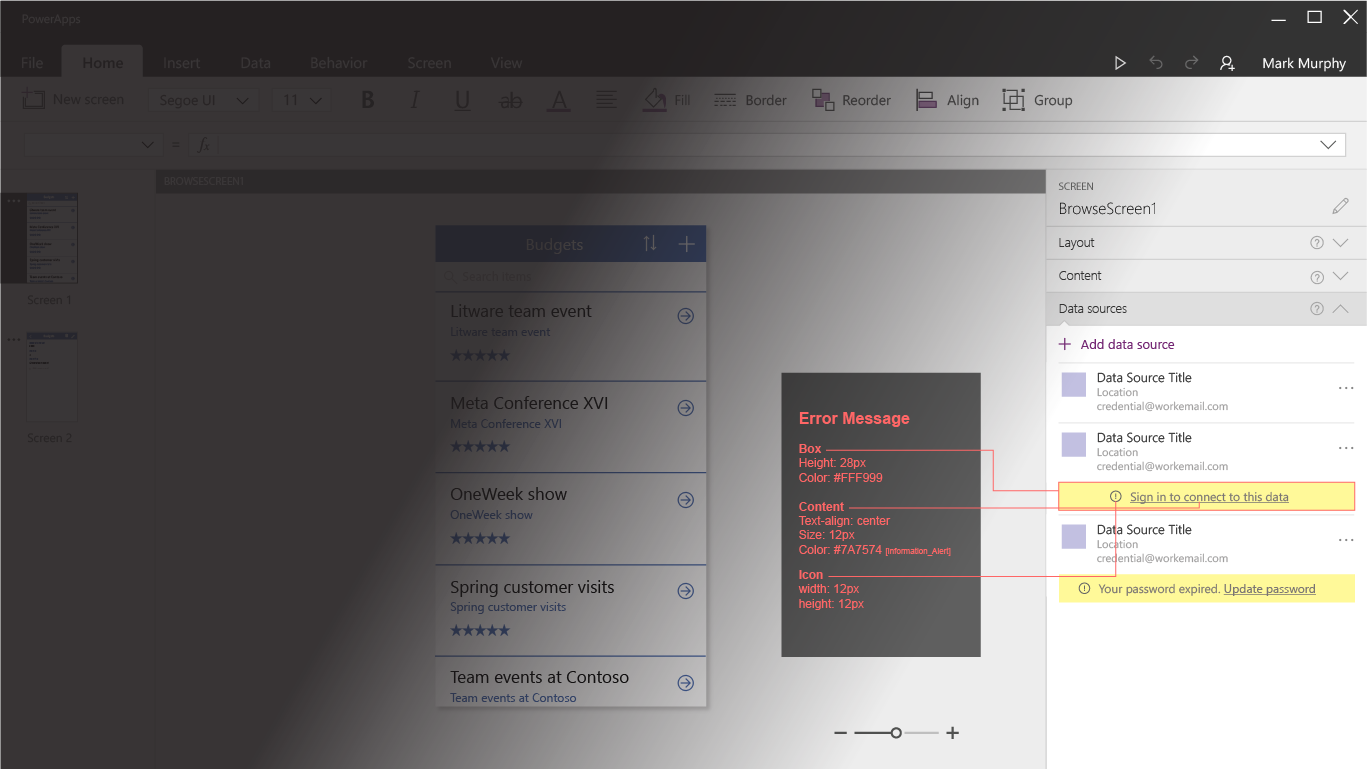 PowerApps
File
Home
Insert
Data
Behavior
Screen
View
Mark Murphy
New screen
Segoe UI
11
B
I
U
ab
A
Fill
Border
Reorder
Align
Group
=
fx
BROWSESCREEN1
Screen 1
Screen 2
Budgets
Search items
Litware team event
Litware team event
Meta Conference XVI
Meta Conference XVI
OneWeek show
OneWeek show
Spring customer visits
Spring customer visits
Team events at Contoso
Team events at Contoso
Error Message
Box
Height: 28px
Color: #FFF999
Content
Text-align: center
Size: 12px
Color: #7A7574 [Information_Alert]
Icon
width: 12px
height: 12px
SCREEN
BrowseScreen1
Layout
Content
Data sources
Add data source
Data Source Title
Location
credential@workemail.com
Data Source Title
Location
credential@workemail.com
Sign in to connect to this data
Data Source Title
Location
credential@workemail.com
Your password expired. Update password